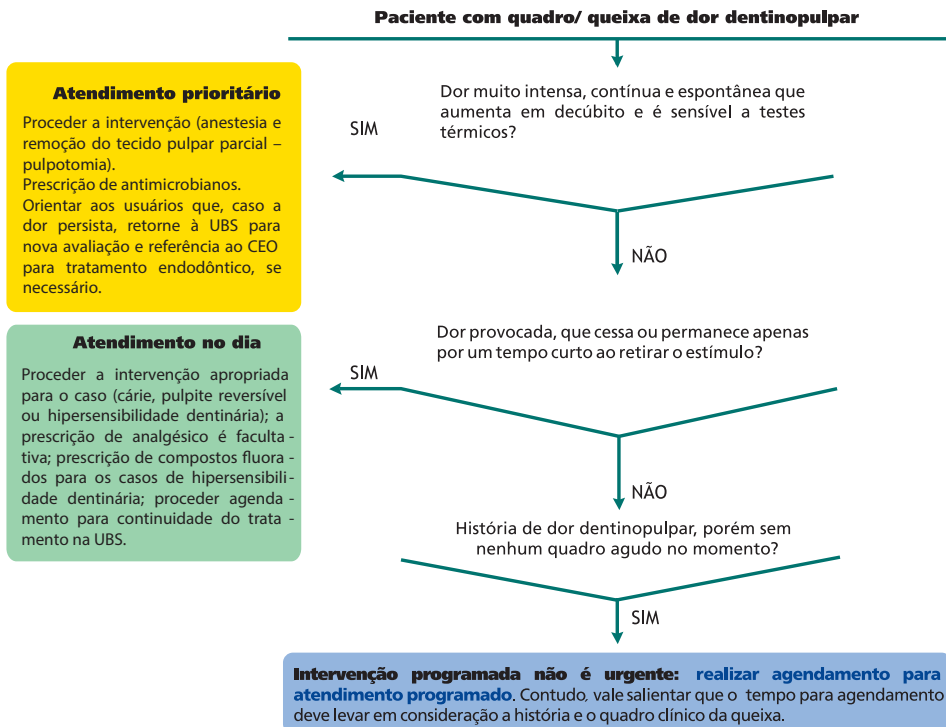 Paciente com quadro/ queixa de dor dentinopulpar
Dor muito intensa, contínua e espontânea que
aumenta em decúbito e é sensível a testes
térmicos?
SIM
Atendimento prioritário
Proceder a intervenção (anestesia e
remoção do tecido pulpar parcial –
pulpotomia).
Prescrição de antimicrobianos.
Orientar aos usuários que, caso a
dor persista, retorne à UBS para
nova avaliação e referência ao CEO
para tratamento endodôntico, se
necessário.
NÃO
Dor provocada, que cessa ou permanece apenas
por um tempo curto ao retirar o estímulo?
SIM
Atendimento no dia
Proceder a intervenção apropriada
para o caso (cárie, pulpite reversível
ou hipersensibilidade dentinária); a
prescrição de analgésico é faculta -
tiva; prescrição de compostos fluora -
dos para os casos de hipersensibili-
dade dentinária; proceder agenda -
mento para continuidade do trata -
mento na UBS.
NÃO
História de dor dentinopulpar, porém sem
nenhum quadro agudo no momento?
SIM
Intervenção programada não é urgente: realizar agendamento para
atendimento programado. Contudo, vale salientar que o tempo para agendamento
deve levar em consideração a história e o quadro clínico da queixa.